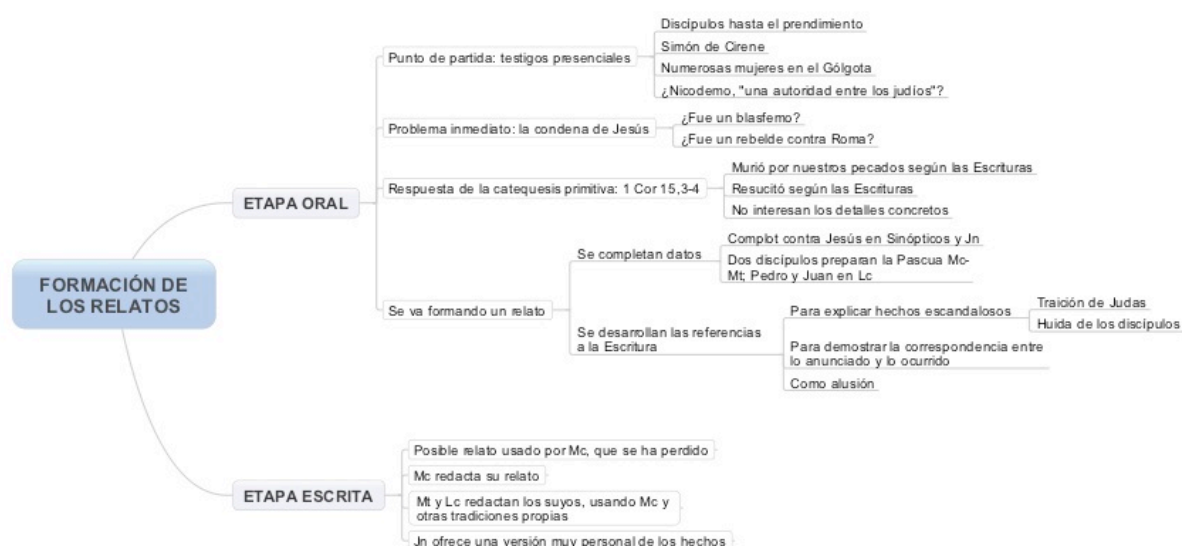 FORMACIÓN DE
LOS RELATOS
ETAPA ORAL
Punto de partida: testigos presenciales
Discípulos hasta el prendimiento
Simón de Cirene
Numerosas mujeres en el Gólgota
¿Nicodemo, "una autoridad entre los judíos"?
Problema inmediato: la condena de Jesús
¿Fue un blasfemo?
¿Fue un rebelde contra Roma?
Respuesta de la catequesis primitiva: 1 Cor 15,3-4
Murió por nuestros pecados según las Escrituras
Resucitó según las Escrituras
No interesan los detalles concretos
Se va formando un relato
Se completan datos
Complot contra Jesús en Sinópticos y Jn
Dos discípulos preparan la Pascua Mc-
Mt; Pedro y Juan en Lc
Se desarrollan las referencias
a la Escritura
Para explicar hechos escandalosos
Traición de Judas
Huida de los discípulos
Para demostrar la correspondencia entre
lo anunciado y lo ocurrido
Como alusión
ETAPA ESCRITA
Posible relato usado por Mc, que se ha perdido
Mc redacta su relato
Mt y Lc redactan los suyos, usando Mc y
otras tradiciones propias
Jn ofrece una versión muy personal de los hechos